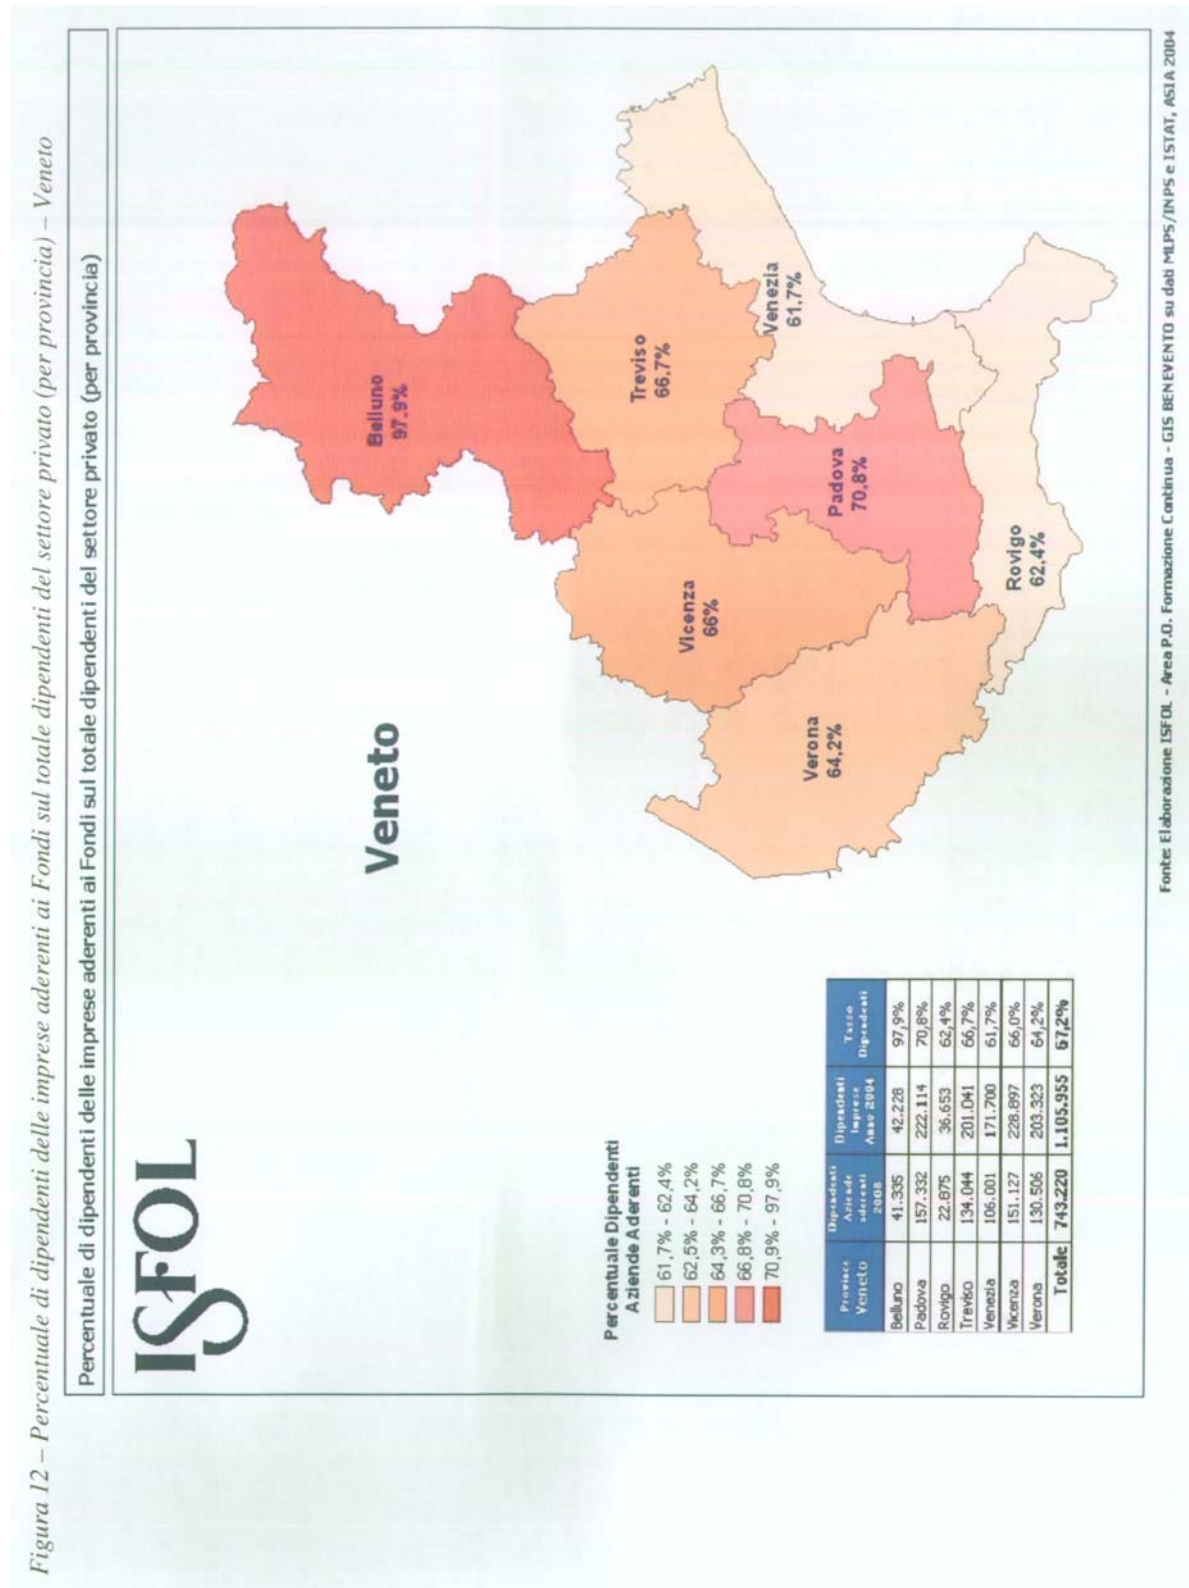 Figura 12 – Percentuale di dipendenti delle imprese aderenti ai Fondi sul totale dipendenti del settore privato (per provincia) – Veneto
Percentuale di dipendenti delle imprese aderenti ai Fondi sul totale dipendenti del settore privato (per provincia)
ISFOL
Veneto
Belluno
97.9%
Treviso
66.7%
Venezia
61.7%
Vicenza
66%
Padova
70,8%
Verona
64,2%
Rovigo
62,4%
Percentuale Dipendenti
Aziende Aderenti
61,7% - 62,4%
62,5% - 64,2%
64,3% - 66,7%
66,8% - 70,8%
70,9% - 97,9%
Province Veneto | Dipendenti Aziende aderenti 2008 | Dipendenti Imprese Anno 2004 | Tasso Dipendenti
Belluno 41.335 42.228 97,9%
Padova 157.332 222.114 70,8%
Rovigo 22.875 36.653 62,4%
Treviso 134.044 201.041 66,7%
Venezia 106.001 171.700 61,7%
Vicenza 151.127 228.897 66,0%
Verona 130.506 203.323 64,2%
Totale 743.220 1.105.955 67,2%
Fonte: Elaborazione ISFOL - Area P.O. Formazione Continua - GIS BENEVENTO su dati MLPS/INPS e ISTAT, ASIA 2004